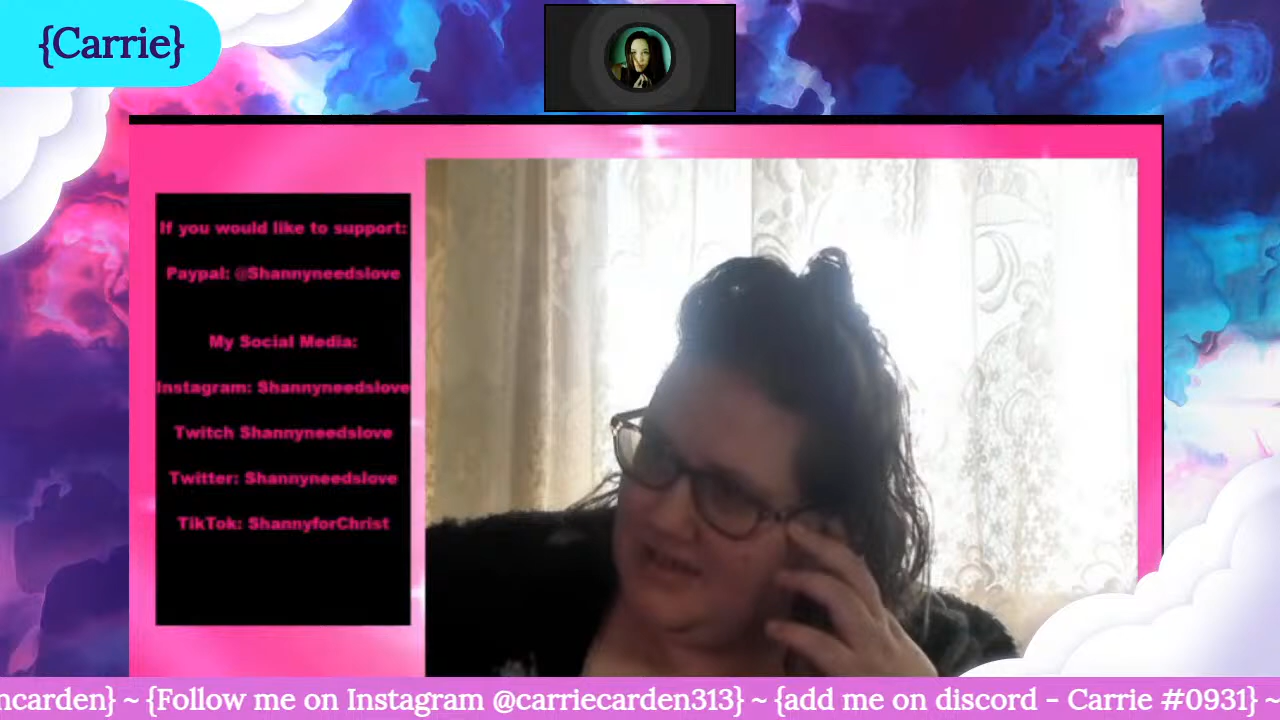 {Carrie}
If you would like to support:
Paypal: @Shannyneedslove
My Social Media:
Instagram: Shannyneedslove
Twitch Shannyneedslove
Twitter: Shannyneedslove
TikTok: ShannyforChrist
ncarden} ~ {Follow me on Instagram @carriecarden313} ~ {add me on discord - Carrie #0931} ~